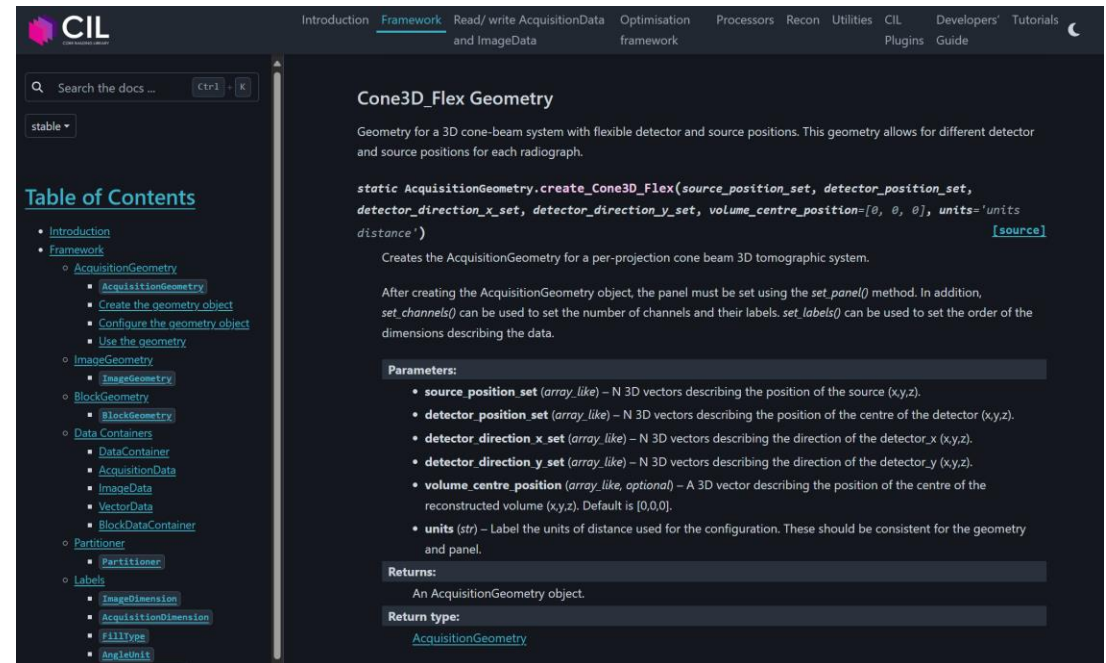 CIL
Introduction Framework Read/ write AcquisitionData and ImageData Optimisation framework Processors Recon Utilities CIL Plugins Developers' Guide Tutorials
Search the docs ... Ctrl + K
stable
Table of Contents
Introduction
Framework
AcquisitionGeometry
AcquisitionGeometry
Create the geometry object
Configure the geometry object
Use the geometry
ImageGeometry
ImageGeometry
BlockGeometry
BlockGeometry
Data Containers
DataContainer
AcquisitionData
ImageData
VectorData
BlockDataContainer
Partitioner
Partitioner
Labels
ImageDimension
AcquisitionDimension
FillType
AngleUnit
Cone3D_Flex Geometry
Geometry for a 3D cone-beam system with flexible detector and source positions. This geometry allows for different detector
and source positions for each radiograph.
static AcquisitionGeometry.create_Cone3D_Flex(source_position_set, detector_position_set,
detector_direction_x_set, detector_direction_y_set, volume_centre_position=[0, 0, 0], units='units
distance') [source]
Creates the AcquisitionGeometry for a per-projection cone beam 3D tomographic system.
After creating the AcquisitionGeometry object, the panel must be set using the set_panel() method. In addition,
set_channels() can be used to set the number of channels and their labels. set_labels() can be used to set the order of the
dimensions describing the data.
Parameters:
• source_position_set (array_like) – N 3D vectors describing the position of the source (x,y,z).
• detector_position_set (array_like) – N 3D vectors describing the position of the centre of the detector (x,y,z).
• detector_direction_x_set (array_like) – N 3D vectors describing the direction of the detector_x (x,y,z).
• detector_direction_y_set (array_like) – N 3D vectors describing the direction of the detector_y (x,y,z).
• volume_centre_position (array_like, optional) – A 3D vector describing the position of the centre of the
reconstructed volume (x,y,z). Default is [0,0,0].
• units (str) – Label the units of distance used for the configuration. These should be consistent for the geometry
and panel.
Returns:
An AcquisitionGeometry object.
Return type:
AcquisitionGeometry